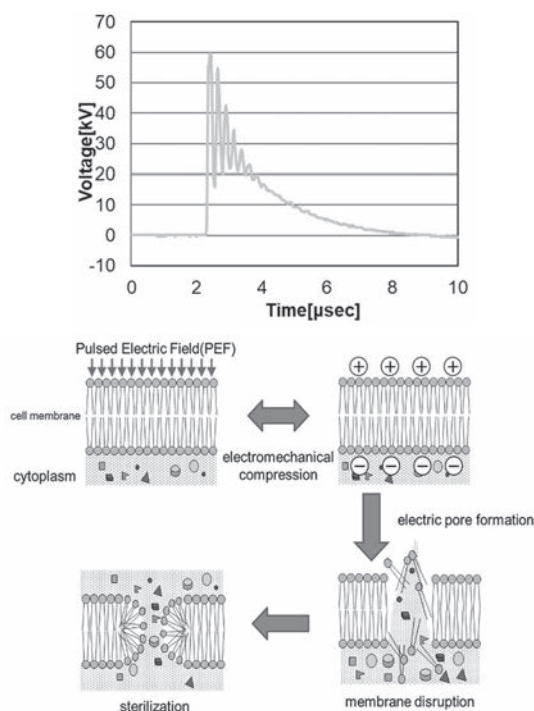 70
60
50
40
30
20
10
0
-10
Voltage[kV]
0 2 4 6 8 10
Time[µsec]
Pulsed Electric Field(PEF)
cell membrane
cytoplasm
electromechanical
compression
+ + + +
− − − −
electric pore formation
sterilization
membrane disruption